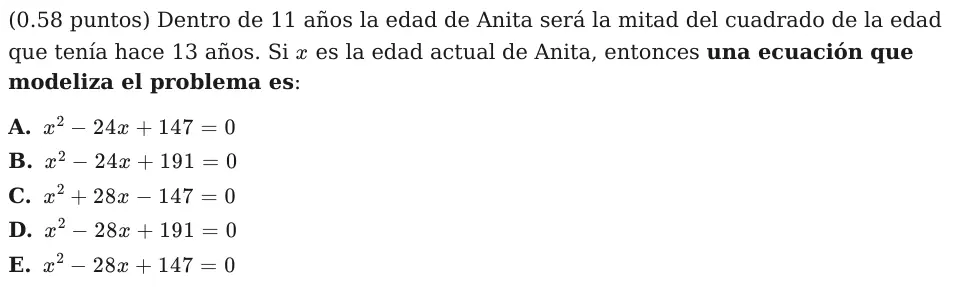 (0.58 puntos) Dentro de 11 años la edad de Anita será la mitad del cuadrado de la edad
que tenía hace 13 años. Si x es la edad actual de Anita, entonces una ecuación que
modeliza el problema es:
A. x² − 24x + 147 = 0
B. x² − 24x + 191 = 0
C. x² + 28x − 147 = 0
D. x² − 28x + 191 = 0
E. x² − 28x + 147 = 0